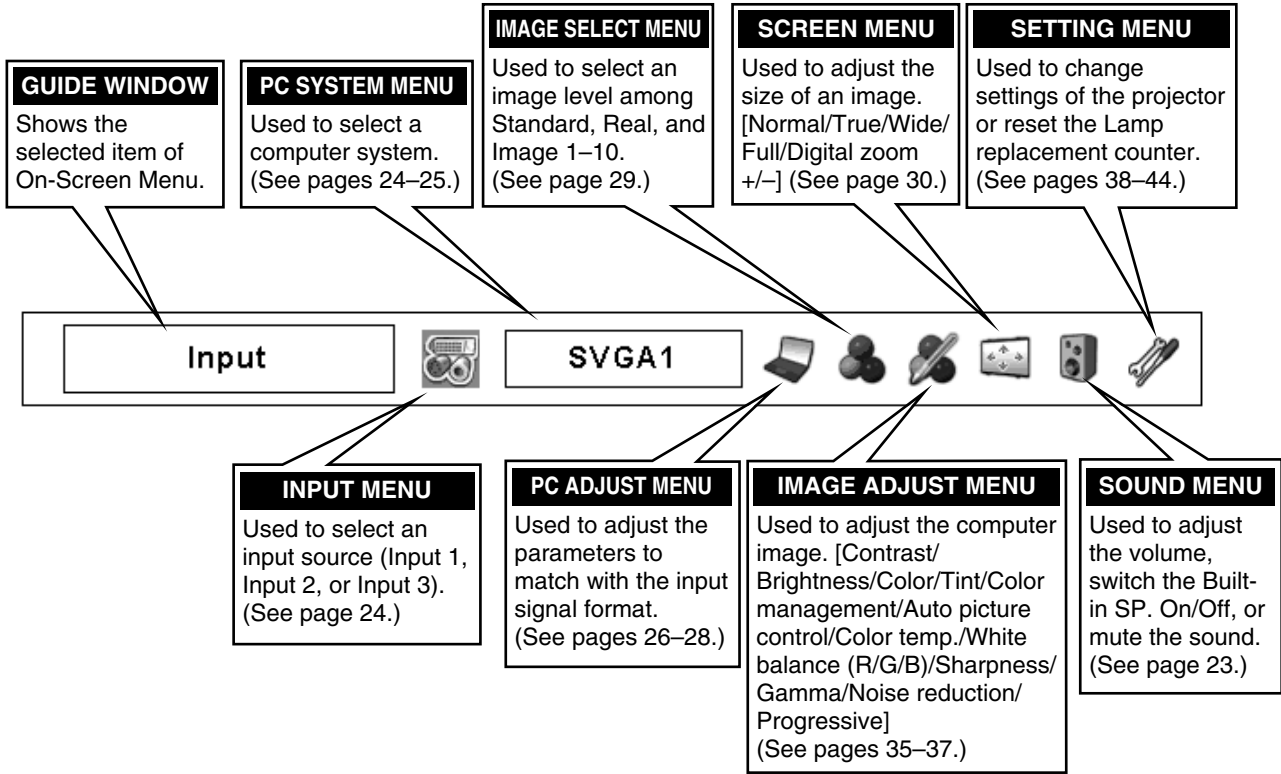 GUIDE WINDOW
Shows the
selected item of
On-Screen Menu.
PC SYSTEM MENU
Used to select a
computer system.
(See pages 24–25.)
IMAGE SELECT MENU
Used to select an
image level among
Standard, Real, and
Image 1–10.
(See page 29.)
SCREEN MENU
Used to adjust the
size of an image.
[Normal/True/Wide/
Full/Digital zoom
+/–] (See page 30.)
SETTING MENU
Used to change
settings of the projector
or reset the Lamp
replacement counter.
(See pages 38–44.)
Input
SVGA1
INPUT MENU
Used to select an
input source (Input 1,
Input 2, or Input 3).
(See page 24.)
PC ADJUST MENU
Used to adjust the
parameters to
match with the input
signal format.
(See pages 26–28.)
IMAGE ADJUST MENU
Used to adjust the computer
image. [Contrast/
Brightness/Color/Tint/Color
management/Auto picture
control/Color temp./White
balance (R/G/B)/Sharpness/
Gamma/Noise reduction/
Progressive]
(See pages 35–37.)
SOUND MENU
Used to adjust
the volume,
switch the Built-
in SP. On/Off, or
mute the sound.
(See page 23.)